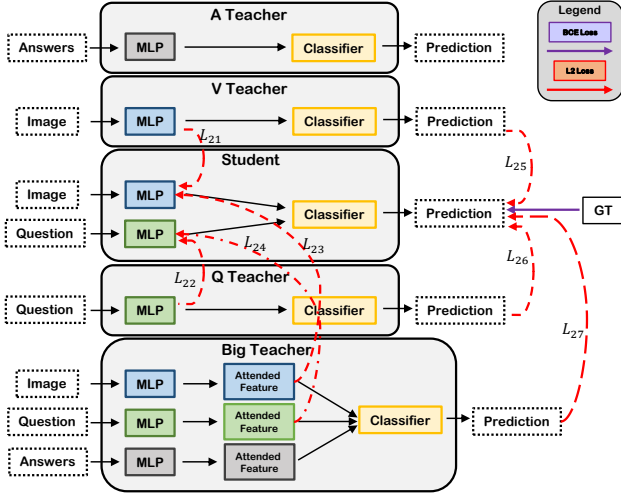 A Teacher
Answers
MLP
Classifier
Prediction
Legend
BCE Loss
L2 Loss
V Teacher
Image
MLP
Classifier
Prediction
L21
L25
Student
Image
MLP
Question
MLP
Classifier
Prediction
GT
L24
L23
L22
L26
Q Teacher
Question
MLP
Classifier
Prediction
L27
Big Teacher
Image
MLP
Attended
Feature
Question
MLP
Attended
Feature
Classifier
Prediction
Answers
MLP
Attended
Feature